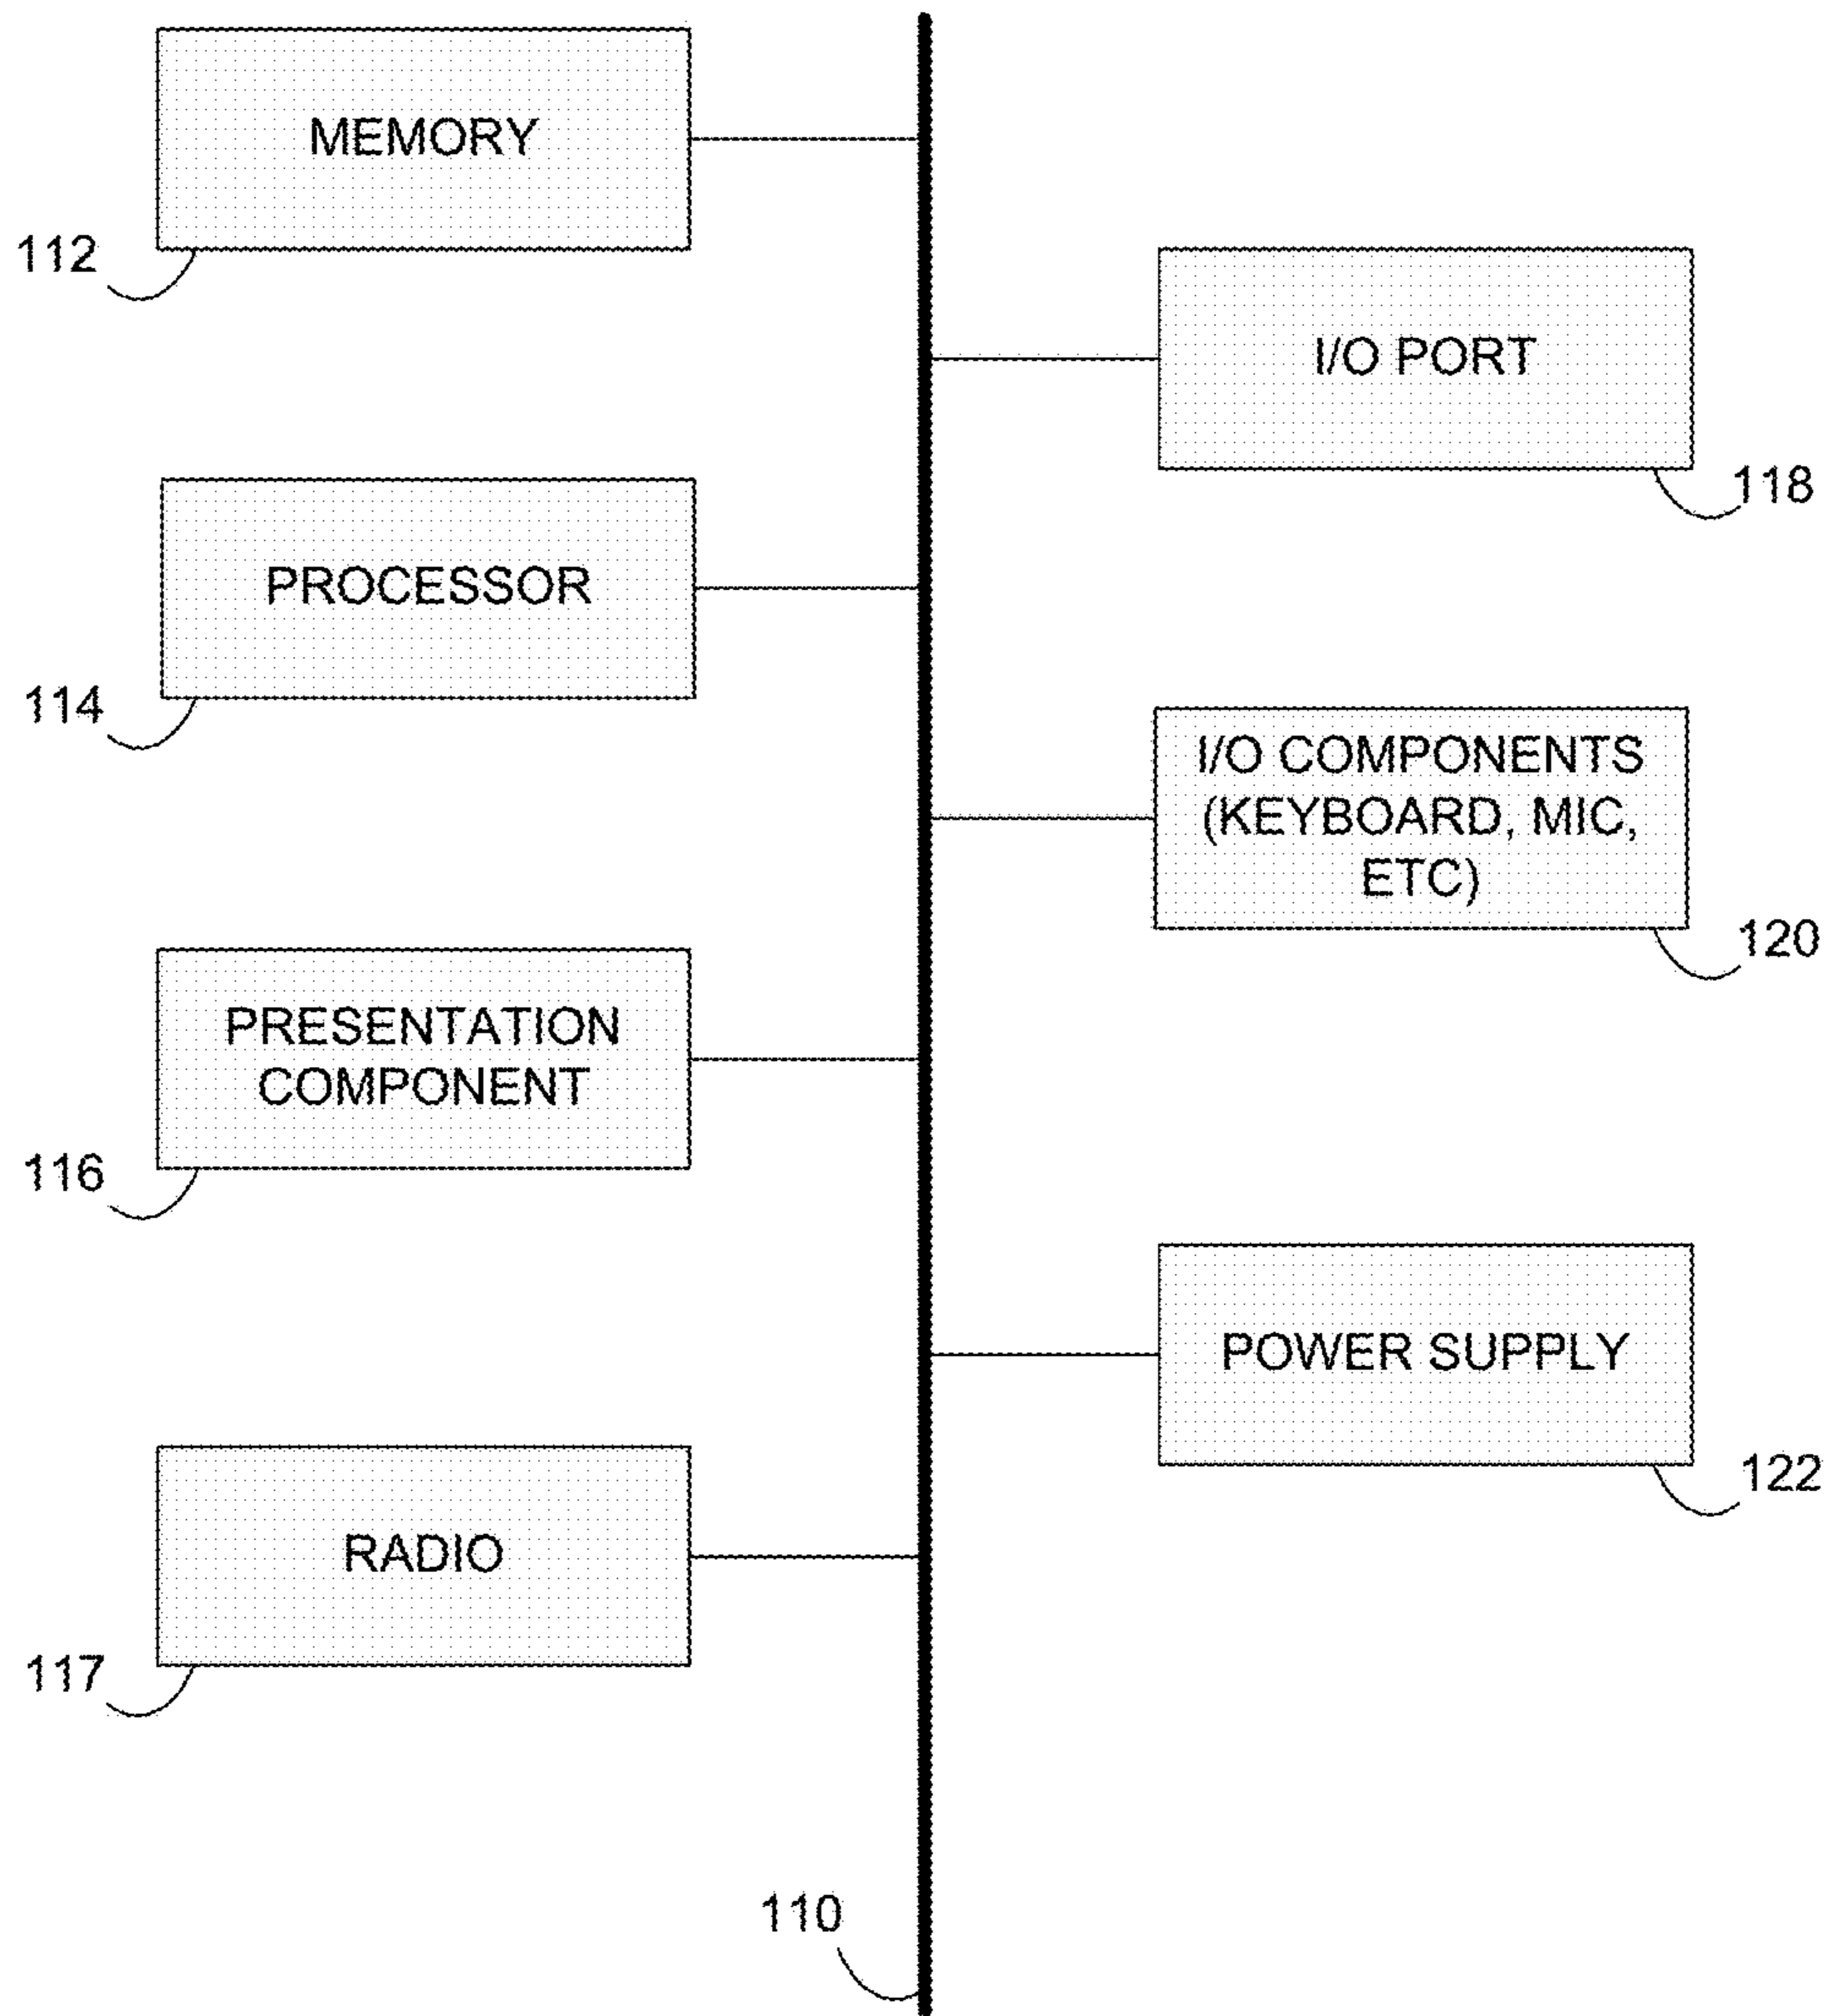 MEMORY
112
I/O PORT
118
PROCESSOR
114
I/O COMPONENTS
(KEYBOARD, MIC,
ETC)
120
PRESENTATION
COMPONENT
116
POWER SUPPLY
122
RADIO
117
110